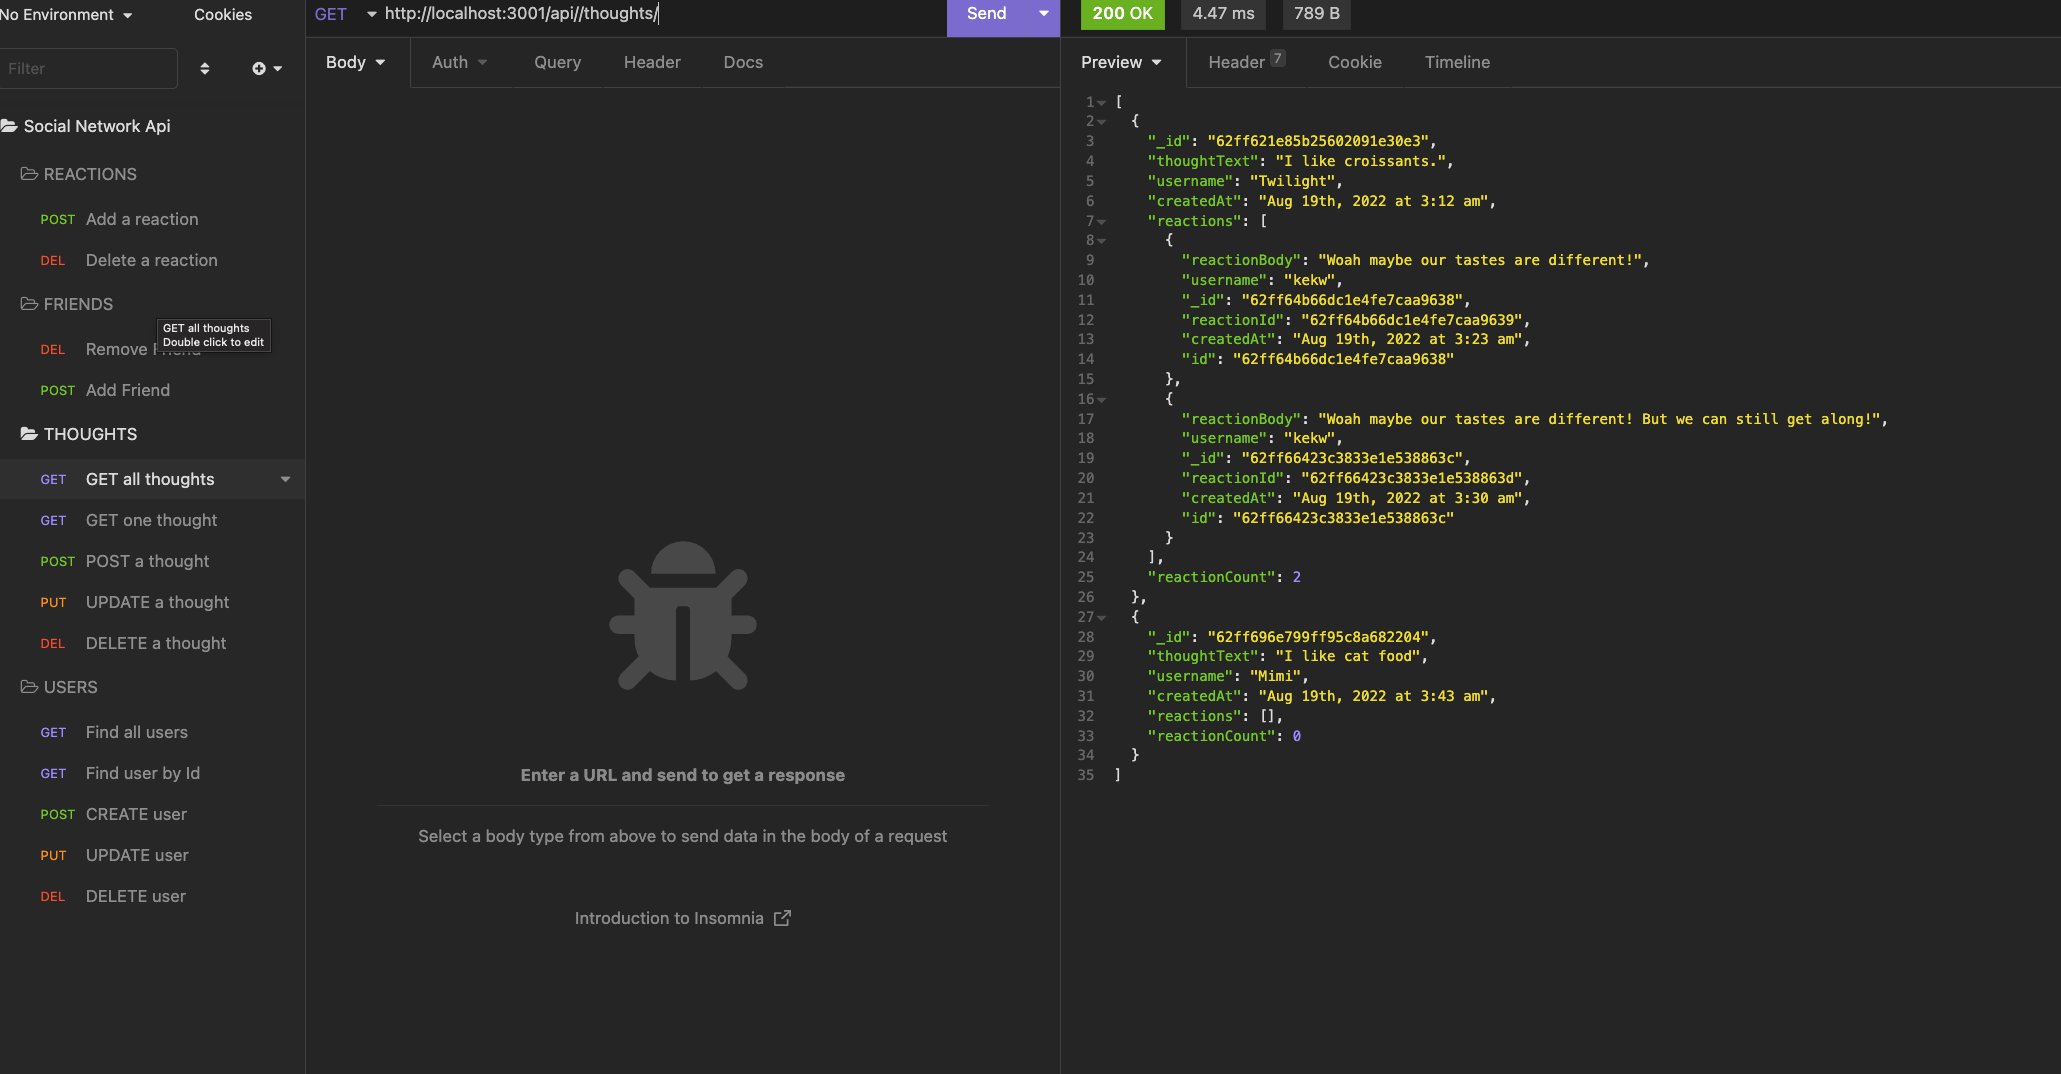 No Environment
Cookies
Filter
Social Network Api
REACTIONS
POST Add a reaction
DEL Delete a reaction
FRIENDS
GET all thoughts
Double click to edit
DEL Remove
POST Add Friend
THOUGHTS
GET GET all thoughts
GET GET one thought
POST POST a thought
PUT UPDATE a thought
DEL DELETE a thought
USERS
GET Find all users
GET Find user by Id
POST CREATE user
PUT UPDATE user
DEL DELETE user
GET http://localhost:3001/api//thoughts/ Send
Body Auth Query Header Docs
Enter a URL and send to get a response
Select a body type from above to send data in the body of a request
Introduction to Insomnia
200 OK 4.47 ms 789 B
Preview Header 7 Cookie Timeline
1 [
2 {
3 "_id": "62ff621e85b25602091e30e3",
4 "thoughtText": "I like croissants.",
5 "username": "Twilight",
6 "createdAt": "Aug 19th, 2022 at 3:12 am",
7 "reactions": [
8 {
9 "reactionBody": "Woah maybe our tastes are different!",
10 "username": "kekw",
11 "_id": "62ff64b66dc1e4fe7caa9638",
12 "reactionId": "62ff64b66dc1e4fe7caa9639",
13 "createdAt": "Aug 19th, 2022 at 3:23 am",
14 "id": "62ff64b66dc1e4fe7caa9638"
15 },
16 {
17 "reactionBody": "Woah maybe our tastes are different! But we can still get along!",
18 "username": "kekw",
19 "_id": "62ff66423c3833e1e538863c",
20 "reactionId": "62ff66423c3833e1e538863d",
21 "createdAt": "Aug 19th, 2022 at 3:30 am",
22 "id": "62ff66423c3833e1e538863c"
23 }
24 ],
25 "reactionCount": 2
26 },
27 {
28 "_id": "62ff696e799ff95c8a682204",
29 "thoughtText": "I like cat food",
30 "username": "Mimi",
31 "createdAt": "Aug 19th, 2022 at 3:43 am",
32 "reactions": [],
33 "reactionCount": 0
34 }
35 ]